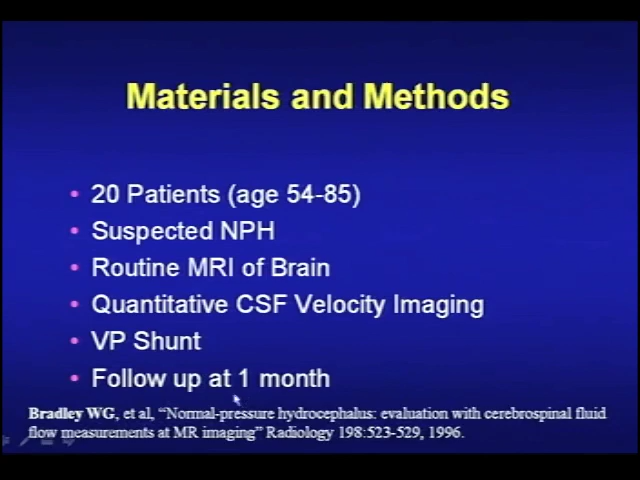 Materials and Methods
• 20 Patients (age 54-85)
• Suspected NPH
• Routine MRI of Brain
• Quantitative CSF Velocity Imaging
• VP Shunt
• Follow up at 1 month
Bradley WG, et al, “Normal-pressure hydrocephalus: evaluation with cerebrospinal fluid
flow measurements at MR imaging” Radiology 198:523-529, 1996.